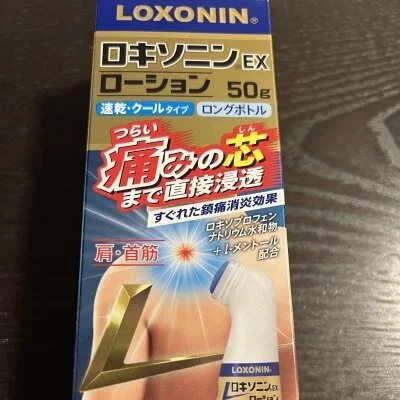 LOXONIN®
ロキソニンEX
ローション 50g
速乾・クールタイプ ロングボトル
つらい しん
痛みの芯
まで直接浸透
すぐれた鎮痛消炎効果
ロキソプロフェン
ナトリウム水和物
+l-メントール
配合
肩・首筋
LOXONIN®
ロキソニンEX
ローション